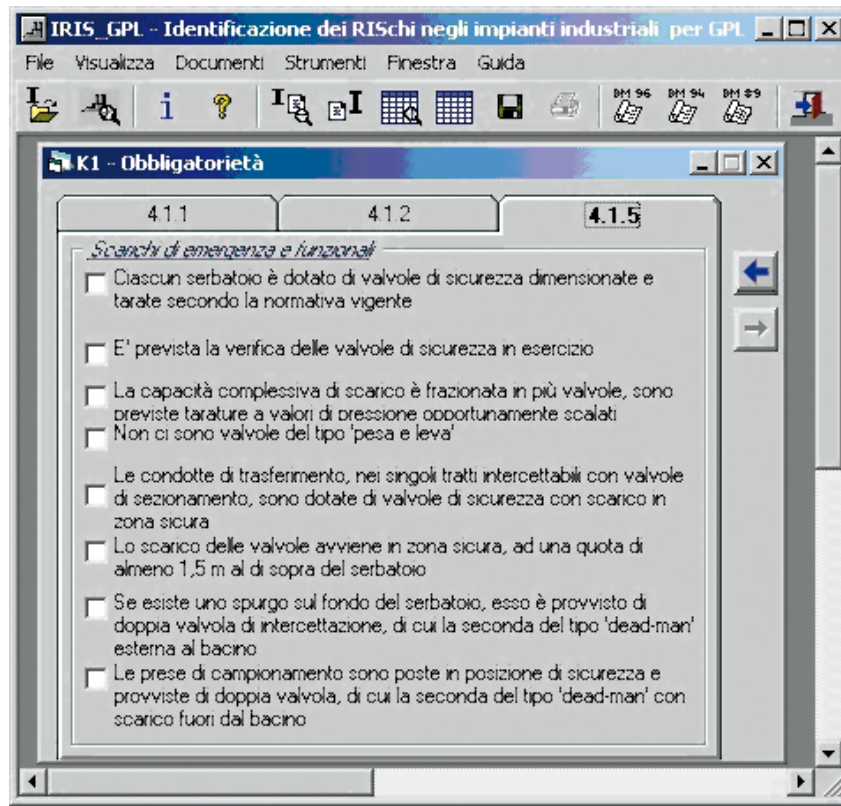 IRIS_GPL - Identificazione dei RISchi negli impianti industriali per GPL
File Visualizza Documenti Strumenti Finestra Guida
DM 96 DM 94 DM 89
K1 - Obbligatorietà
4.1.1 4.1.2 4.1.5
Scarichi di emergenza e funzionali
Ciascun serbatoio è dotato di valvole di sicurezza dimensionate e
tarate secondo la normativa vigente
E' prevista la verifica delle valvole di sicurezza in esercizio
La capacità complessiva di scarico è frazionata in più valvole, sono
previste tarature a valori di pressione opportunamente scalati
Non ci sono valvole del tipo 'pesa e leva'
Le condotte di trasferimento, nei singoli tratti intercettabili con valvole
di sezionamento, sono dotate di valvole di sicurezza con scarico in
zona sicura
Lo scarico delle valvole avviene in zona sicura, ad una quota di
almeno 1,5 m al di sopra del serbatoio
Se esiste uno spurgo sul fondo del serbatoio, esso è provvisto di
doppia valvola di intercettazione, di cui la seconda del tipo 'dead-man'
esterna al bacino
Le prese di campionamento sono poste in posizione di sicurezza e
provviste di doppia valvola, di cui la seconda del tipo 'dead-man' con
scarico fuori dal bacino